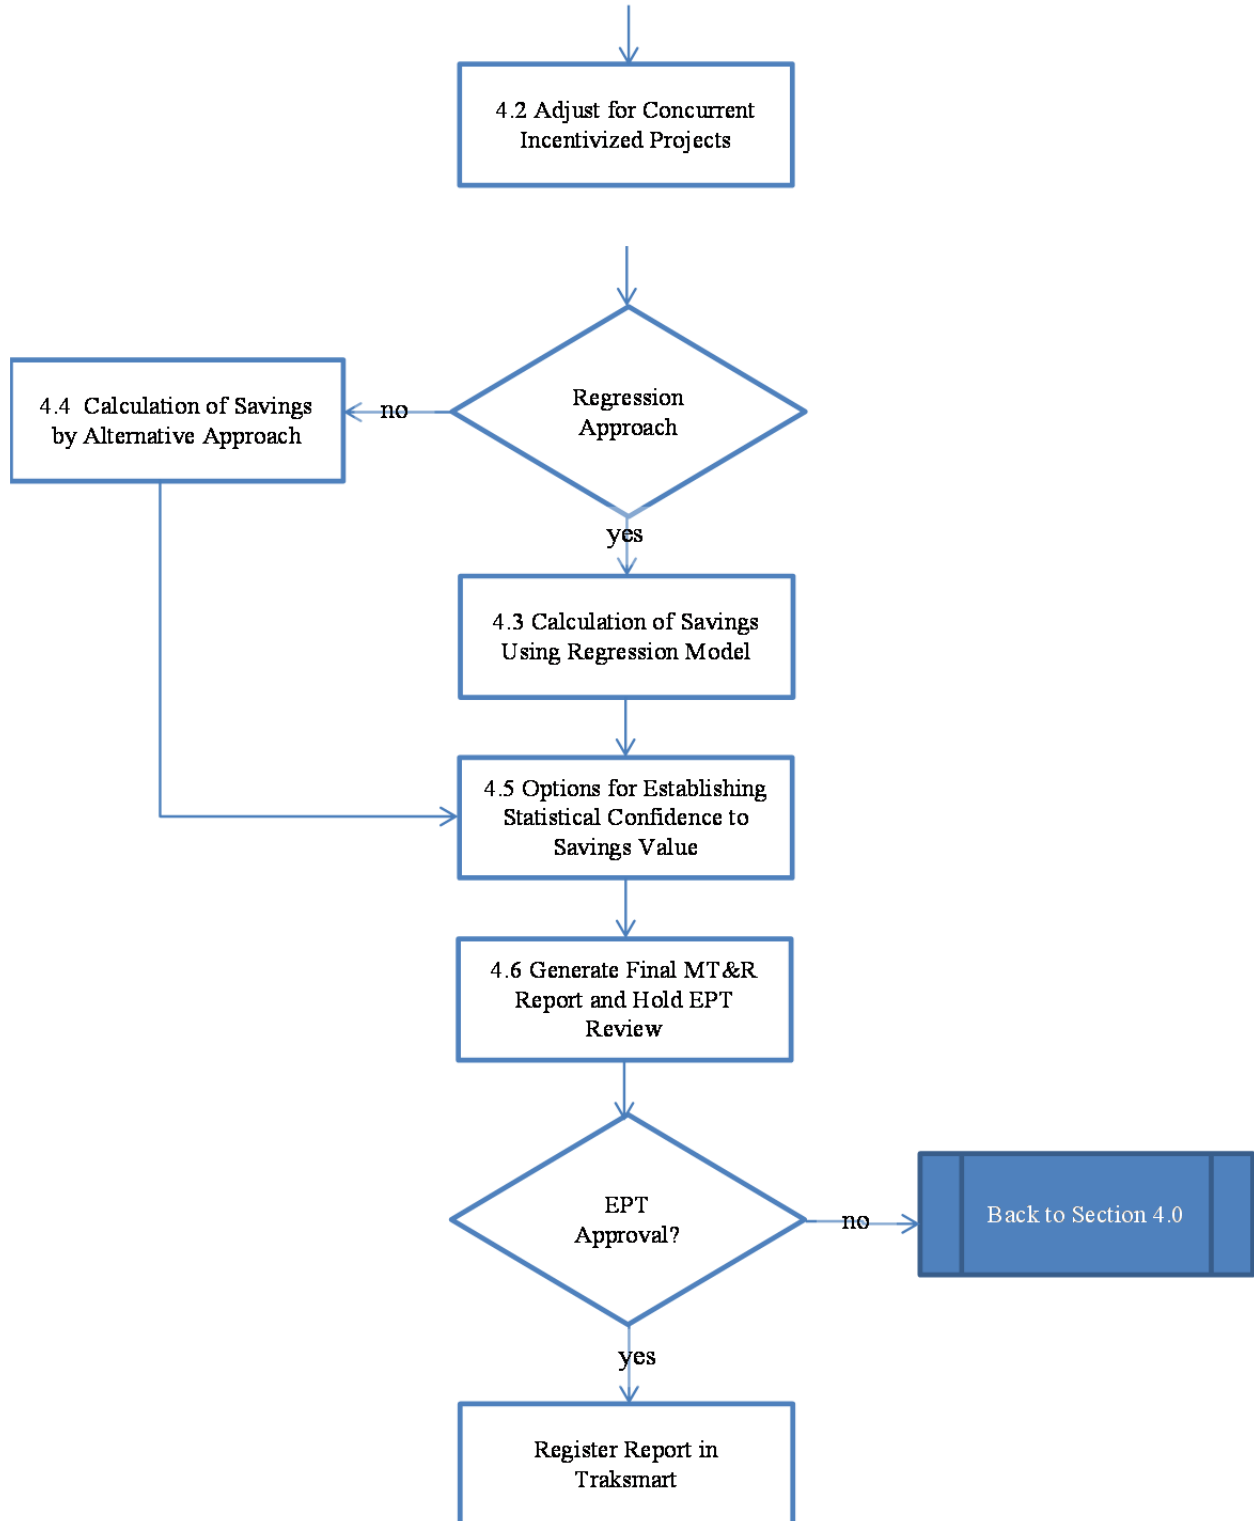 4.2 Adjust for Concurrent
Incentivized Projects
Regression
Approach
no
4.4 Calculation of Savings
by Alternative Approach
yes
4.3 Calculation of Savings
Using Regression Model
4.5 Options for Establishing
Statistical Confidence to
Savings Value
4.6 Generate Final MT&R
Report and Hold EPT
Review
EPT
Approval?
no
Back to Section 4.0
yes
Register Report in
Traksmart